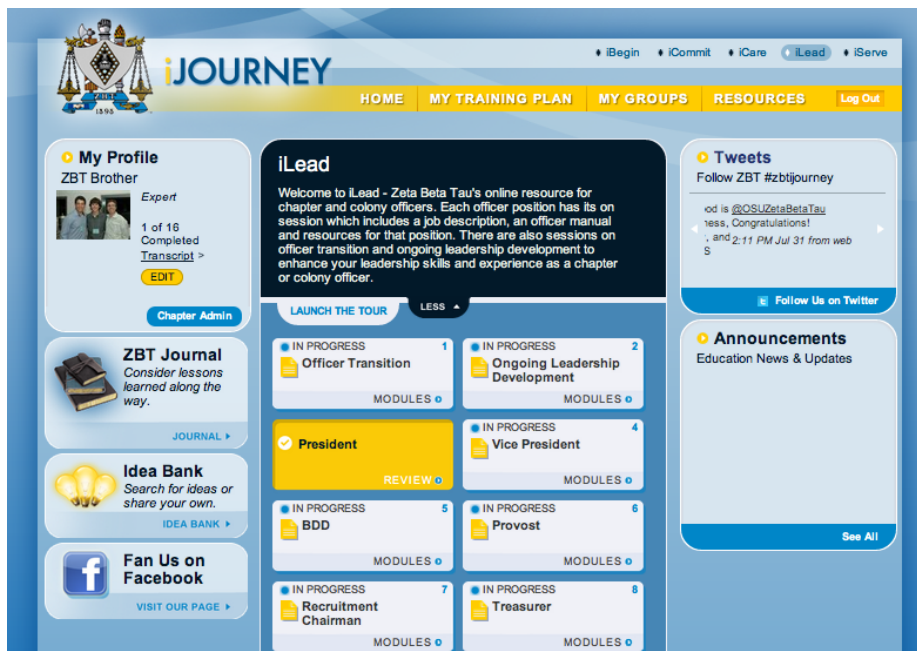 iBegin iCommit iCare iLead iServe
iJOURNEY
HOME MY TRAINING PLAN MY GROUPS RESOURCES Log Out
1898
My Profile
ZBT Brother
Expert
1 of 16
Completed
Transcript >
EDIT
Chapter Admin
ZBT Journal
Consider lessons
learned along the
way.
JOURNAL
Idea Bank
Search for ideas or
share your own.
IDEA BANK
Fan Us on
Facebook
VISIT OUR PAGE
iLead
Welcome to iLead - Zeta Beta Tau's online resource for
chapter and colony officers. Each officer position has its on
session which includes a job description, an officer manual
and resources for that position. There are also sessions on
officer transition and ongoing leadership development to
enhance your leadership skills and experience as a chapter
or colony officer.
LAUNCH THE TOUR LESS
IN PROGRESS 1
Officer Transition
MODULES
IN PROGRESS 2
Ongoing Leadership
Development
MODULES
President
REVIEW
IN PROGRESS 4
Vice President
MODULES
IN PROGRESS 5
BDD
MODULES
IN PROGRESS 6
Provost
MODULES
IN PROGRESS 7
Recruitment
Chairman
MODULES
IN PROGRESS 8
Treasurer
MODULES
Tweets
Follow ZBT #zbtijourney
od is @OSUZetaBetaTau
ness, Congratulations!
, and 2:11 PM Jul 31 from web
S
Follow Us on Twitter
Announcements
Education News & Updates
See All